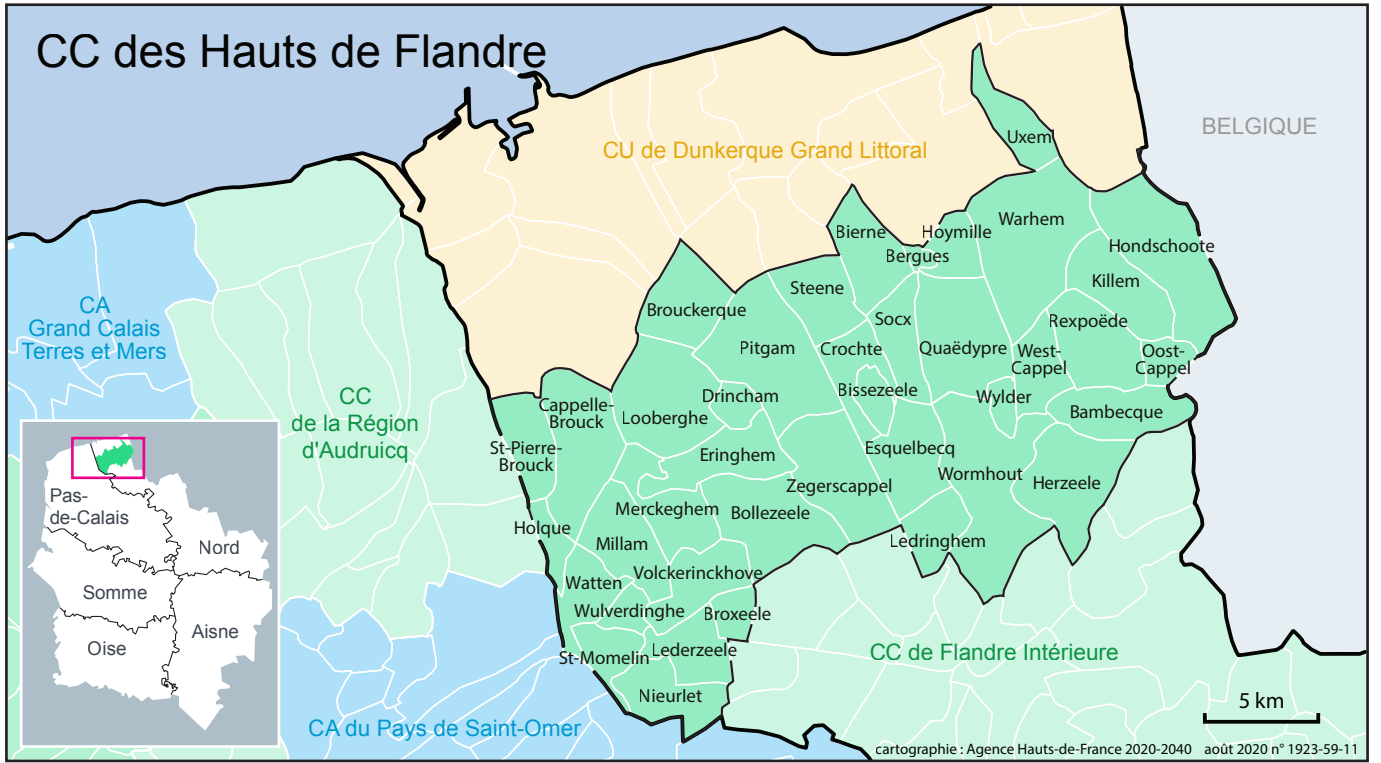 CC des Hauts de Flandre
BELGIQUE
CU de Dunkerque Grand Littoral
Uxem
Warhem
Bierne
Hoymille
Hondschoote
Bergues
Killem
Steene
CA
Grand Calais
Terres et Mers
Brouckerque
Socx
Rexpoëde
Pitgam
Crochte
Quaëdypre
West-
Cappel
Oost-
Cappel
Bissezeele
Drincham
Wylder
CC
de la Région
d'Audruicq
Cappelle-
Brouck
Looberghe
Bambecque
St-Pierre-
Brouck
Eringhem
Esquelbecq
Wormhout
Herzeele
Zegerscappel
Merckeghem
Bollezeele
Holque
Millam
Ledringhem
Volckerinckhove
Watten
Wulverdinghe
Broxeele
St-Momelin
Lederzeele
CC de Flandre Intérieure
Nieurlet
CA du Pays de Saint-Omer
Pas-
de-Calais
Nord
Somme
Aisne
Oise
5 km
cartographie : Agence Hauts-de-France 2020-2040 août 2020 n° 1923-59-11